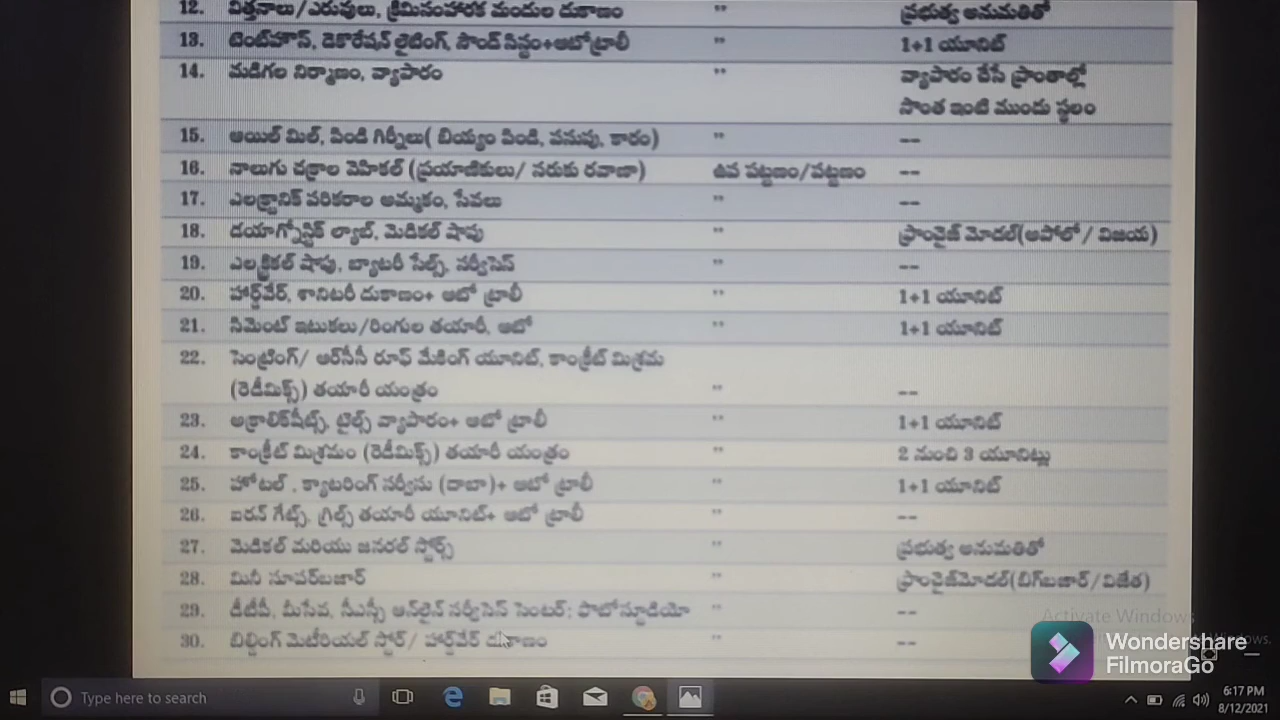 12. విత్తనాలు/ఎరువులు, క్రిమిసంహారక మందుల దుకాణం " ప్రభుత్వ అనుమతితో
13. టెంట్‌హౌస్, డెకొరేషన్ లైటింగ్, సౌండ్ సిస్టం+ఆటోట్రాలీ " 1+1 యూనిట్
14. మడిగల నిర్మాణం, వ్యాపారం " వ్యాపారం చేసే ప్రాంతాల్లో
సొంత ఇంటి ముందు స్థలం
15. ఆయిల్ మిల్, పిండి గిర్నీలు( బియ్యం పిండి, పసుపు, కారం) " --
16. నాలుగు చక్రాల వెహికల్ (ప్రయాణికులు/ సరుకు రవాణా) ఉప పట్టణం/పట్టణం --
17. ఎలక్ట్రానిక్ పరికరాల అమ్మకం, సేవలు " --
18. డయాగ్నోస్టిక్ ల్యాబ్, మెడికల్ షాపు " ఫ్రాంచైజ్ మోదల్(అపోలో/ విజయ)
19. ఎలక్ట్రికల్ షాపు, బ్యాటరీ సేల్స్, సర్వీసెస్ " --
20. హార్డ్‌వేర్, శానిటరీ దుకాణం+ ఆటో ట్రాలీ " 1+1 యూనిట్
21. సిమెంట్ ఇటుకలు/రింగుల తయారీ, ఆటో " 1+1 యూనిట్
22. సెంట్రింగ్/ ఆర్‌సీసీ రూఫ్ మేకింగ్ యూనిట్, కాంక్రీట్ మిశ్రమ
(రెడీమిక్స్) తయారీ యంత్రం " --
23. అక్రాలిక్‌షీట్స్, టైల్స్ వ్యాపారం+ ఆటో ట్రాలీ " 1+1 యూనిట్
24. కాంక్రీట్ మిశ్రమం (రెడీమిక్స్) తయారీ యంత్రం " 2 నుంచి 3 యూనిట్లు
25. హోటల్ , క్యాటరింగ్ సర్వీసు (దాబా)+ ఆటో ట్రాలీ " 1+1 యూనిట్
26. ఐరన్ గేట్స్, గ్రిల్స్ తయారీ యూనిట్+ ఆటో ట్రాలీ " --
27. మెడికల్ మరియు జనరల్ స్టోర్స్ " ప్రభుత్వ అనుమతితో
28. మినీ సూపర్‌బజార్ " ఫ్రాంచైజ్‌మోదల్(బిగ్‌బజార్/విజేత)
29. డీటీపీ, మీసేవ, సీఎస్సీ ఆన్‌లైన్ సర్వీసెస్ సెంటర్; ఫొటోస్టూడియో " --
30. బిల్డింగ్ మెటీరియల్ స్టోర్/ హార్డ్‌వేర్ దుకాణం " --
Activate Windows
Wondershare
FilmoraGo
Type here to search
6:17 PM
8/12/2021